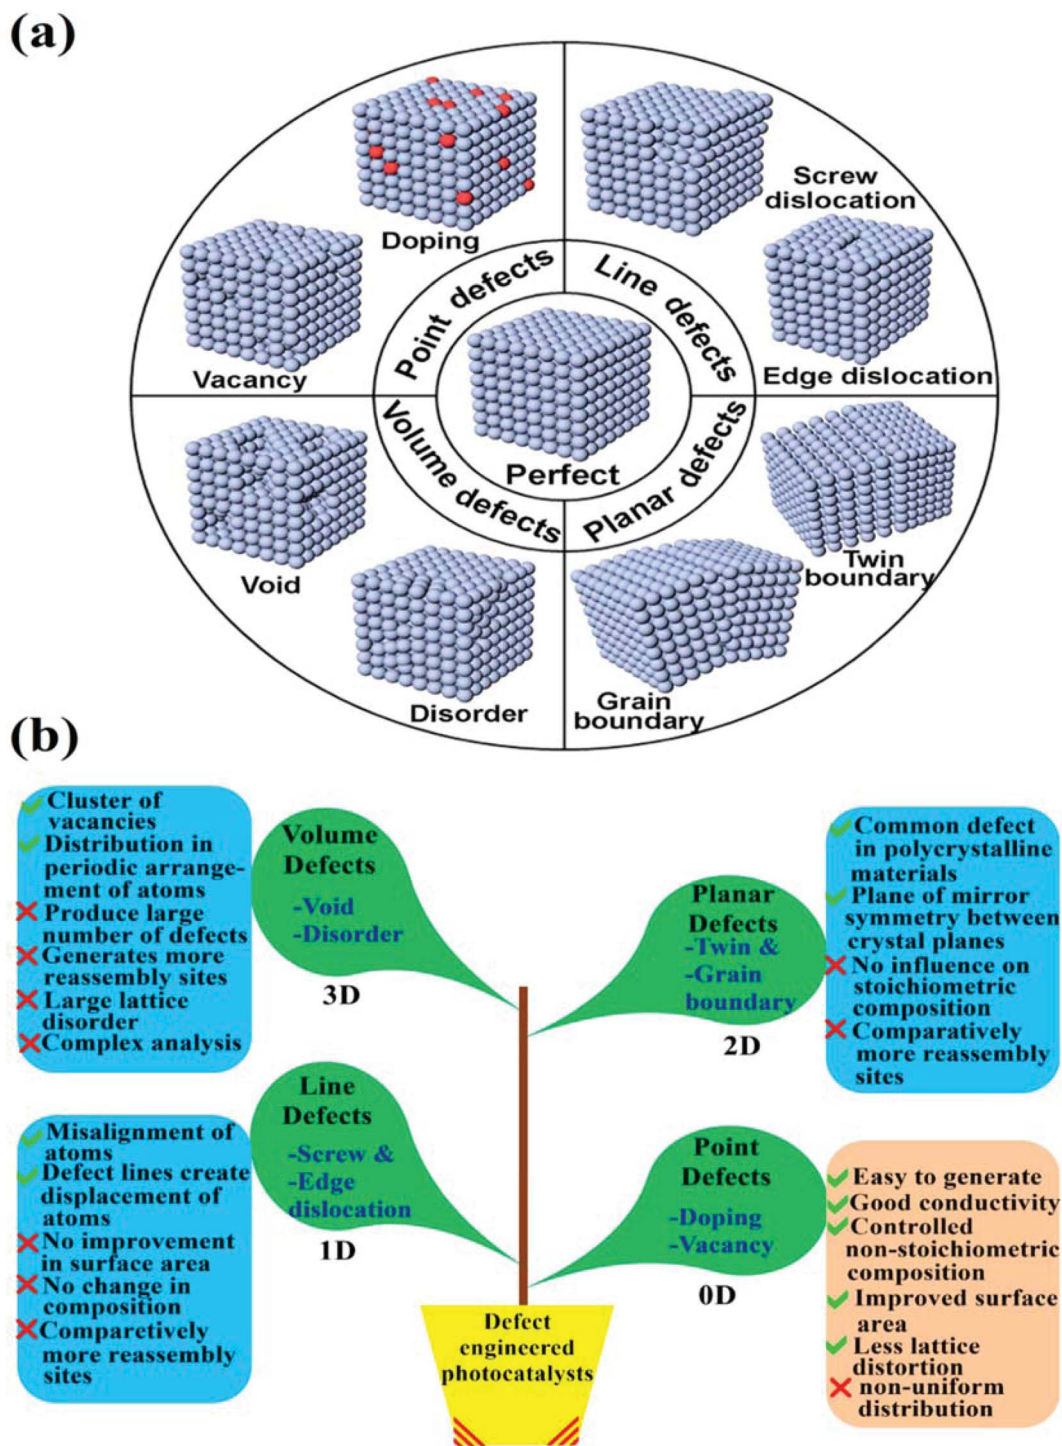 (a)
Doping
Screw
dislocation
Vacancy
Edge dislocation
Point defects
Line defects
Perfect
Volume defects
Planar defects
Void
Twin
boundary
Disorder
Grain
boundary
(b)
Cluster of
vacancies
Distribution in
periodic arrange-
ment of atoms
Produce large
number of defects
Generates more
reassembly sites
Large lattice
disorder
Complex analysis
Volume
Defects
-Void
-Disorder
3D
Planar
Defects
-Twin &
-Grain
boundary
2D
Common defect
in polycrystalline
materials
Plane of mirror
symmetry between
crystal planes
No influence on
stoichiometric
composition
Comparatively
more reassembly
sites
Misalignment of
atoms
Defect lines create
displacement of
atoms
No improvement
in surface area
No change in
composition
Comparetively
more reassembly
sites
Line
Defects
-Screw &
-Edge
dislocation
1D
Point
Defects
-Doping
-Vacancy
0D
Easy to generate
Good conductivity
Controlled
non-stoichiometric
composition
Improved surface
area
Less lattice
distortion
non-uniform
distribution
Defect
engineered
photocatalysts